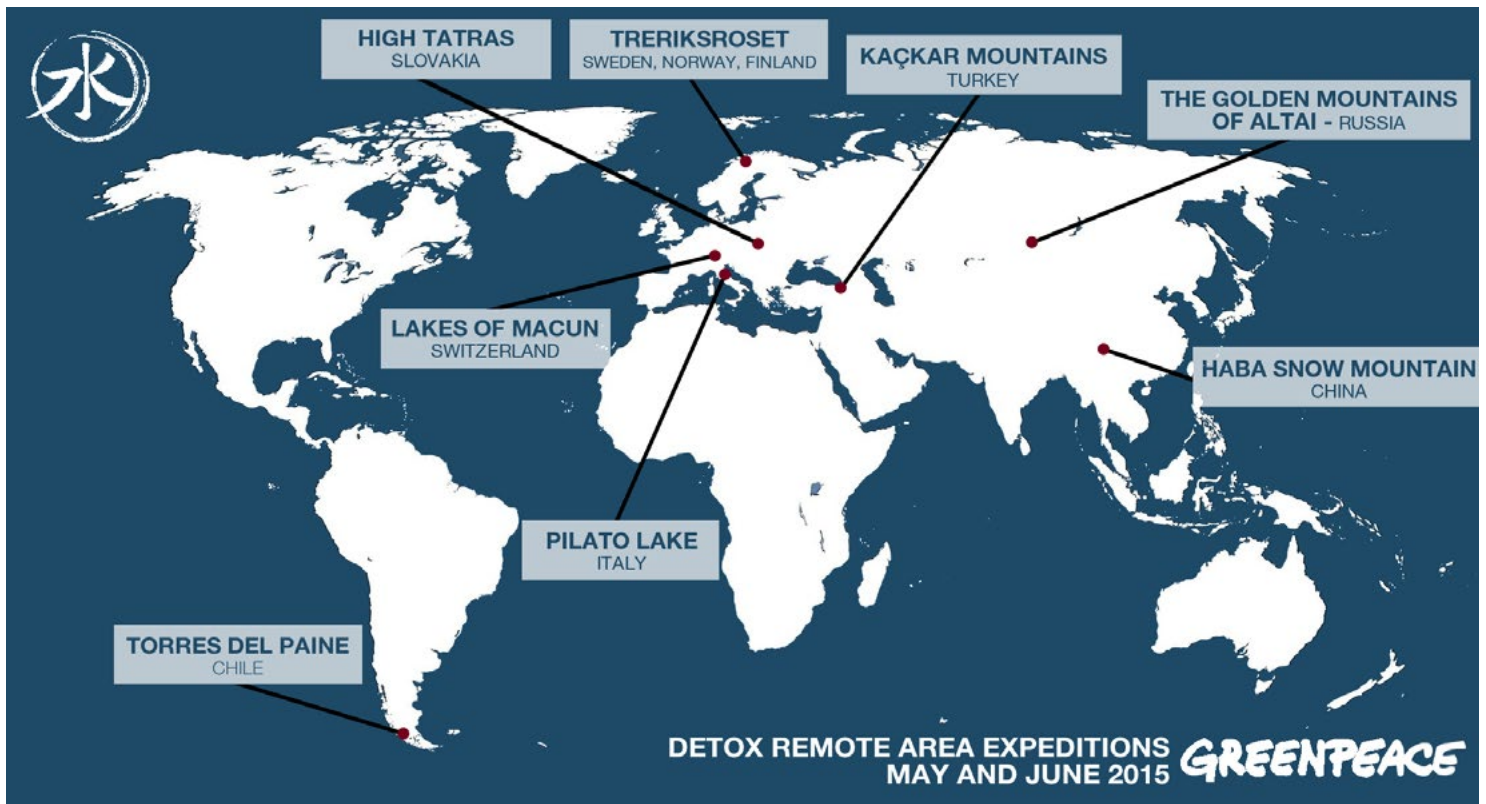 水
HIGH TATRAS
SLOVAKIA
TRERIKSROSET
SWEDEN, NORWAY, FINLAND
KAÇKAR MOUNTAINS
TURKEY
THE GOLDEN MOUNTAINS
OF ALTAI - RUSSIA
LAKES OF MACUN
SWITZERLAND
HABA SNOW MOUNTAIN
CHINA
PILATO LAKE
ITALY
TORRES DEL PAINE
CHILE
DETOX REMOTE AREA EXPEDITIONS
MAY AND JUNE 2015
GREENPEACE